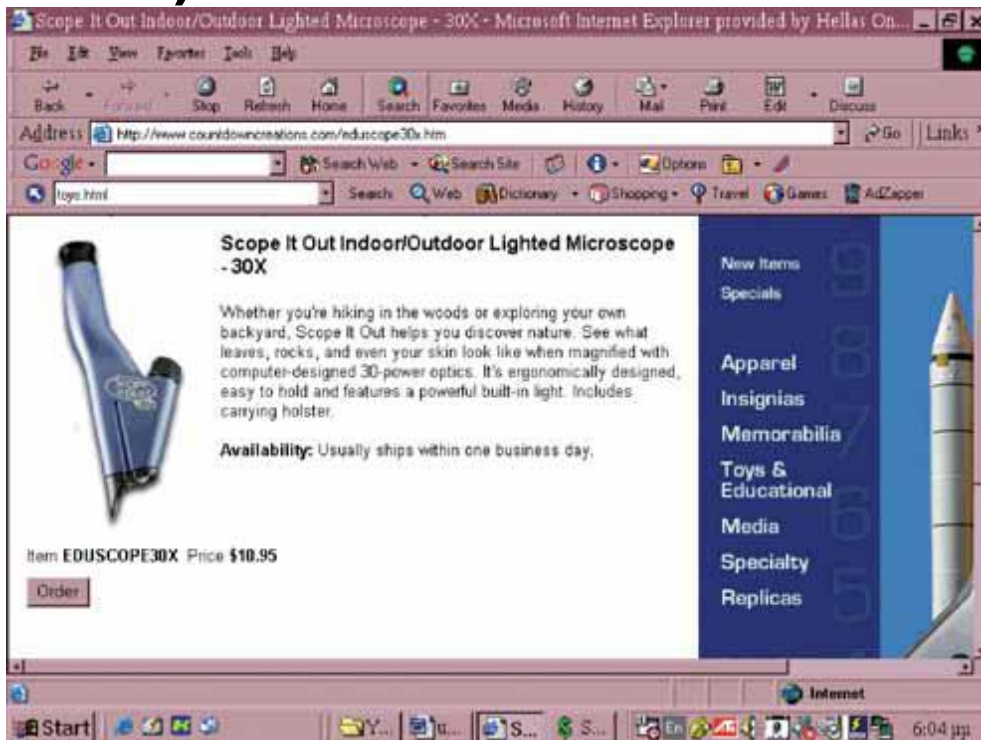 Scope It Out Indoor/Outdoor Lighted Microscope - 30X - Microsoft Internet Explorer provided by Hellas On...
File Edit View Favorites Tools Help
Back Forward Stop Refresh Home Search Favorites Media History Mail Print Edit Discuss
Address http://www.countdowncreations.com/eduscope30x.htm Go Links
Google Search Web Search Site Options
toys.html Search Web Dictionary Shopping Travel Games AdZapper
Scope It Out Indoor/Outdoor Lighted Microscope
- 30X
Whether you're hiking in the woods or exploring your own
backyard, Scope It Out helps you discover nature. See what
leaves, rocks, and even your skin look like when magnified with
computer-designed 30-power optics. It's ergonomically designed,
easy to hold and features a powerful built-in light. Includes
carrying holster.
Availability: Usually ships within one business day.
Item EDUSCOPE30X Price $10.95
Order
9
New Items
Specials
8
Apparel
Insignias
7
Memorabilia
Toys &
Educational
6
Media
Specialty
5
Replicas
Internet
Start Y... u... S... S... En 6:04 μμ